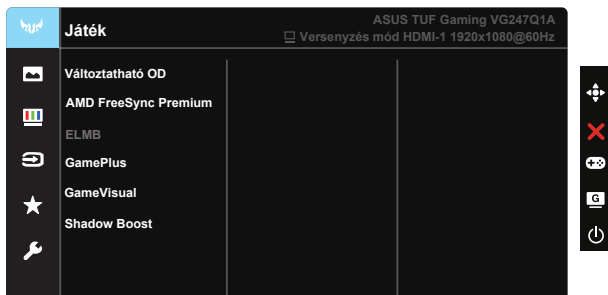 Játék
ASUS TUF Gaming VG247Q1A
Versenyzés mód HDMI-1 1920x1080@60Hz
Változtatható OD
AMD FreeSync Premium
ELMB
GamePlus
GameVisual
Shadow Boost
G